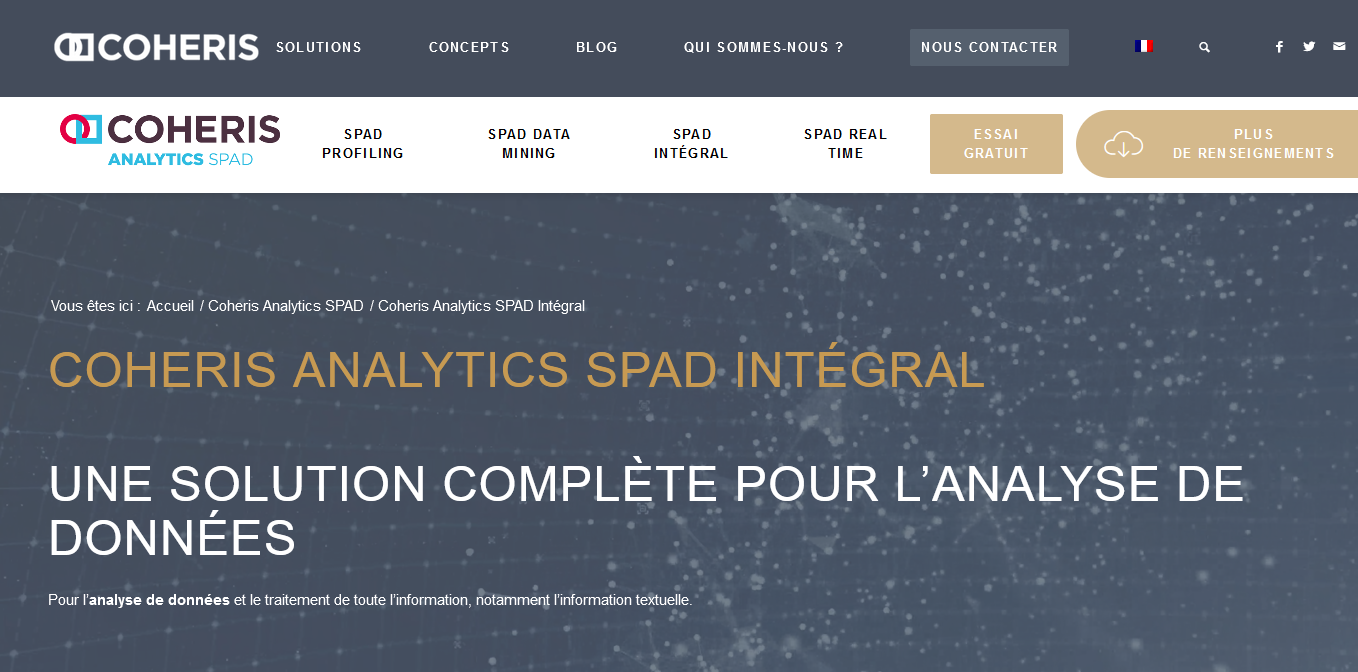 COHERIS SOLUTIONS CONCEPTS BLOG QUI SOMMES-NOUS ? NOUS CONTACTER
COHERIS
ANALYTICS SPAD
SPAD
PROFILING
SPAD DATA
MINING
SPAD
INTÉGRAL
SPAD REAL
TIME
ESSAI
GRATUIT
PLUS
DE RENSEIGNEMENTS
Vous êtes ici : Accueil / Coheris Analytics SPAD / Coheris Analytics SPAD Intégral
COHERIS ANALYTICS SPAD INTÉGRAL
UNE SOLUTION COMPLÈTE POUR L’ANALYSE DE
DONNÉES
Pour l’analyse de données et le traitement de toute l’information, notamment l’information textuelle.